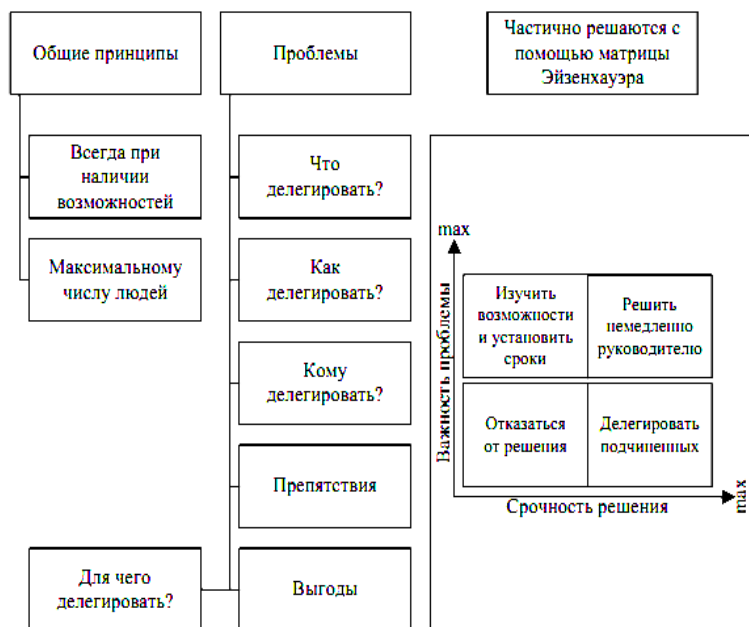 Общие принципы
Проблемы
Частично решаются с
помощью матрицы
Эйзенхауэра
Всегда при
наличии
возможностей
Что
делегировать?
Максимальному
числу людей
Как
делегировать?
Кому
делегировать?
Препятствия
Для чего
делегировать?
Выгоды
max
Важность проблемы
Изучить
возможности
и установить
сроки
Решить
немедленно
руководителю
Отказаться
от решения
Делегировать
подчиненных
Срочность решения
max